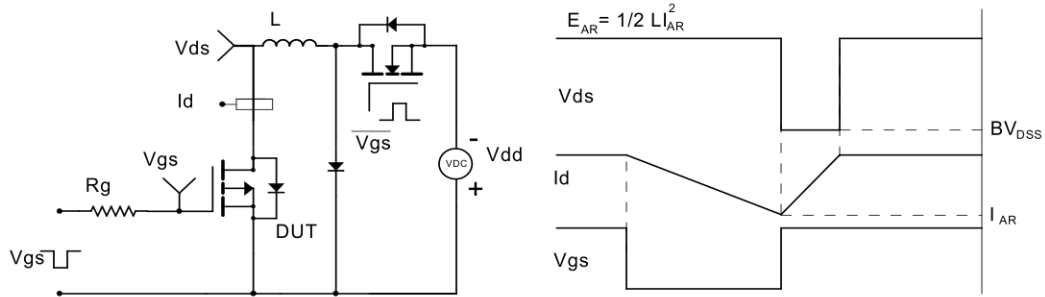 L
Vds
Id
Vgs
Rg
DUT
Vgs
Vgs
VDC
-
+
Vdd
E_AR = 1/2 LI_AR^2
Vds
BV_DSS
Id
I_AR
Vgs